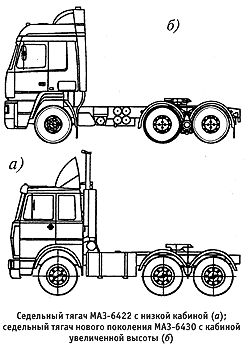 б)
а)
Седельный тягач МАЗ-6422 с низкой кабиной (а);
седельный тягач нового поколения МАЗ-6430 с кабиной
увеличенной высоты (б)